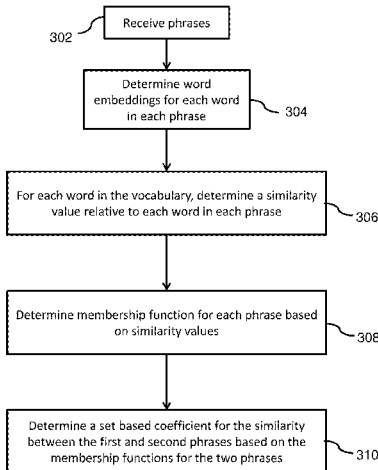 Receive phrases
302
Determine word
embeddings for each word
in each phrase
304
For each word in the vocabulary, determine a similarity
value relative to each word in each phrase
306
Determine membership function for each phrase based
on similarity values
308
Determine a set based coefficient for the similarity
between the first and second phrases based on the
membership functions for the two phrases
310